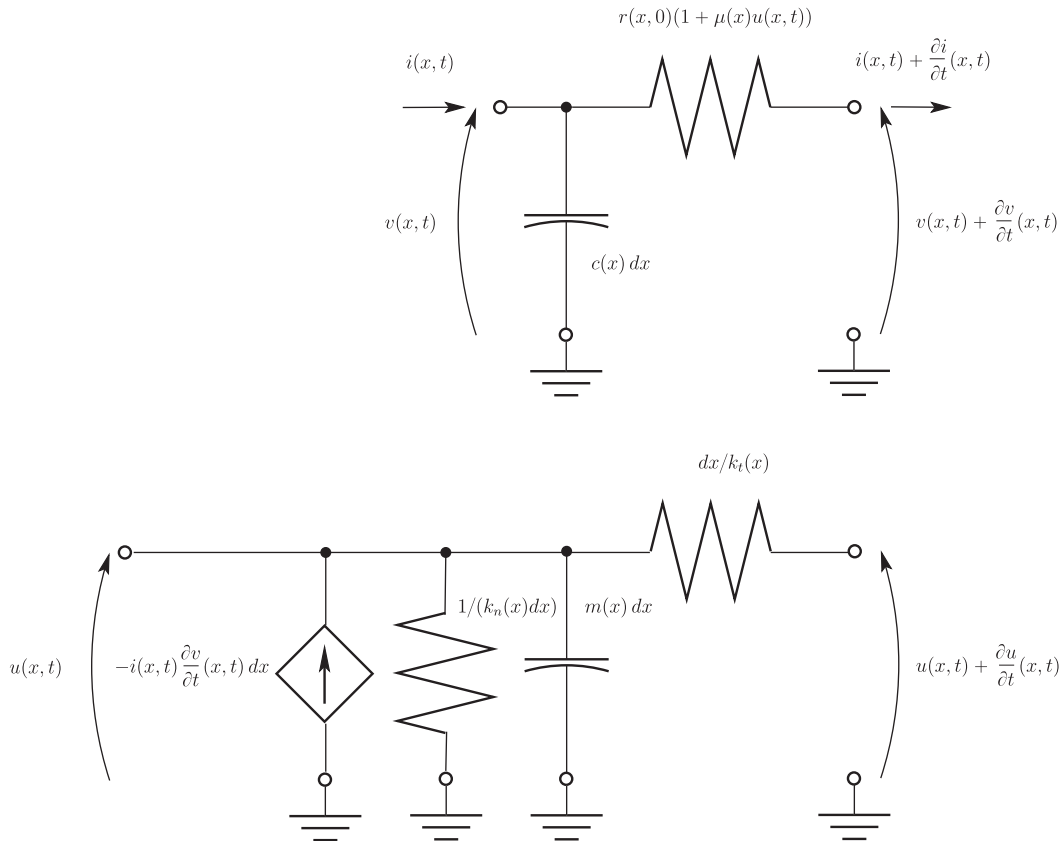 r(x, 0)(1 + μ(x)u(x, t))
i(x, t)
i(x, t) + ∂i/∂t(x, t)
v(x, t)
v(x, t) + ∂v/∂t(x, t)
c(x) dx
dx/k_t(x)
1/(k_n(x)dx)
m(x) dx
u(x, t)
−i(x, t) ∂v/∂t(x, t) dx
u(x, t) + ∂u/∂t(x, t)